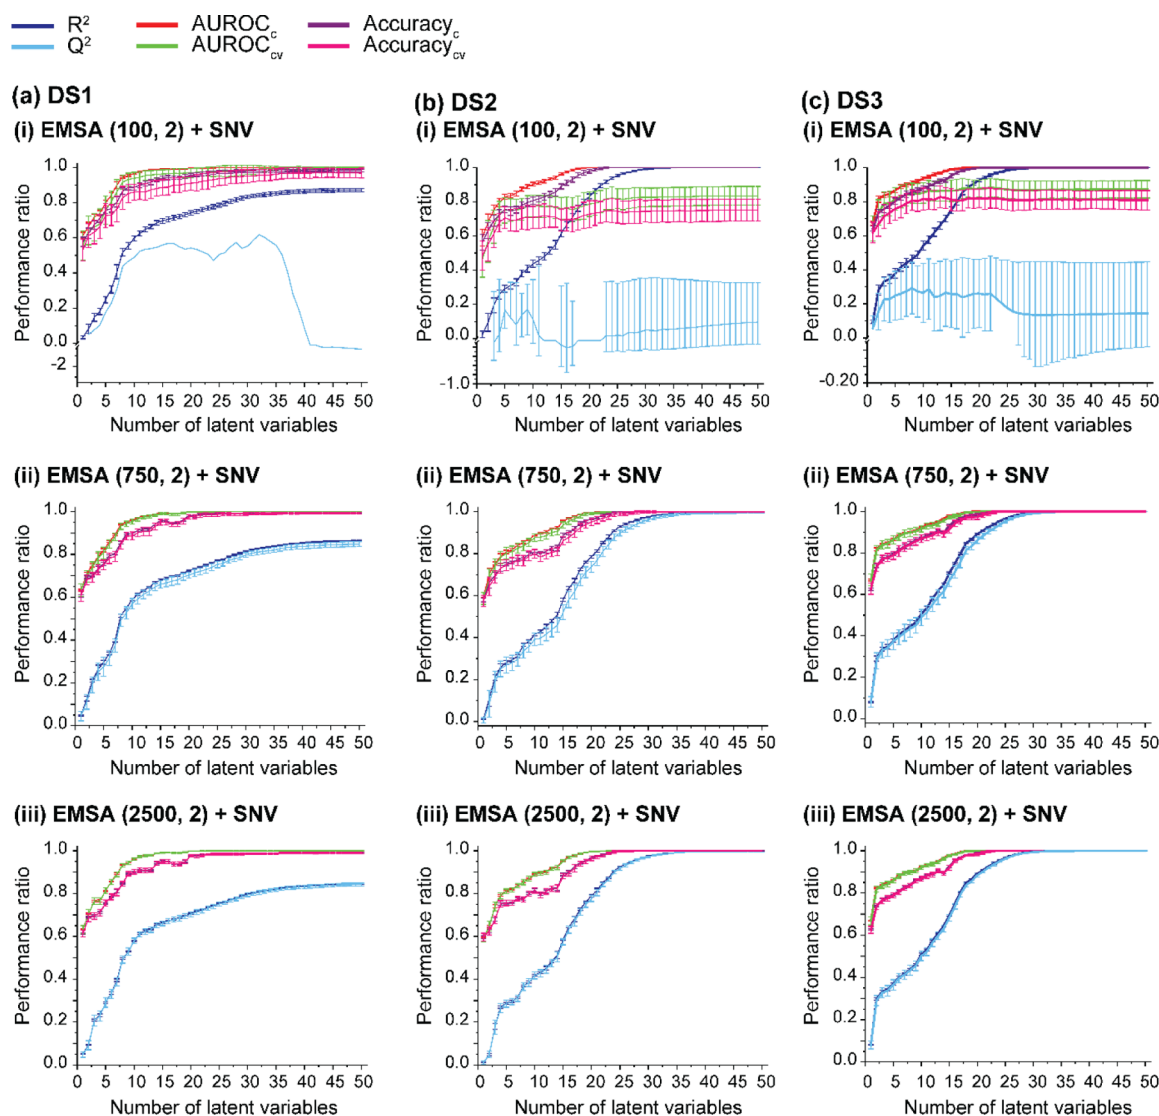 R² AUROCc Accuracyc
Q² AUROCcv Accuracycv
(a) DS1
(i) EMSA (100, 2) + SNV
Performance ratio
1.0
0.8
0.6
0.4
0.2
0.0
-2
0 5 10 15 20 25 30 35 40 45 50
Number of latent variables
(b) DS2
(i) EMSA (100, 2) + SNV
Performance ratio
1.0
0.8
0.6
0.4
0.2
0.0
-1.0
0 5 10 15 20 25 30 35 40 45 50
Number of latent variables
(c) DS3
(i) EMSA (100, 2) + SNV
Performance ratio
1.0
0.8
0.6
0.4
0.2
0.0
-0.20
0 5 10 15 20 25 30 35 40 45 50
Number of latent variables
(ii) EMSA (750, 2) + SNV
Performance ratio
1.0
0.8
0.6
0.4
0.2
0.0
0 5 10 15 20 25 30 35 40 45 50
Number of latent variables
(ii) EMSA (750, 2) + SNV
Performance ratio
1.0
0.8
0.6
0.4
0.2
0.0
0 5 10 15 20 25 30 35 40 45 50
Number of latent variables
(ii) EMSA (750, 2) + SNV
Performance ratio
1.0
0.8
0.6
0.4
0.2
0.0
0 5 10 15 20 25 30 35 40 45 50
Number of latent variables
(iii) EMSA (2500, 2) + SNV
Performance ratio
1.0
0.8
0.6
0.4
0.2
0.0
0 5 10 15 20 25 30 35 40 45 50
Number of latent variables
(iii) EMSA (2500, 2) + SNV
Performance ratio
1.0
0.8
0.6
0.4
0.2
0.0
0 5 10 15 20 25 30 35 40 45 50
Number of latent variables
(iii) EMSA (2500, 2) + SNV
Performance ratio
1.0
0.8
0.6
0.4
0.2
0.0
0 5 10 15 20 25 30 35 40 45 50
Number of latent variables